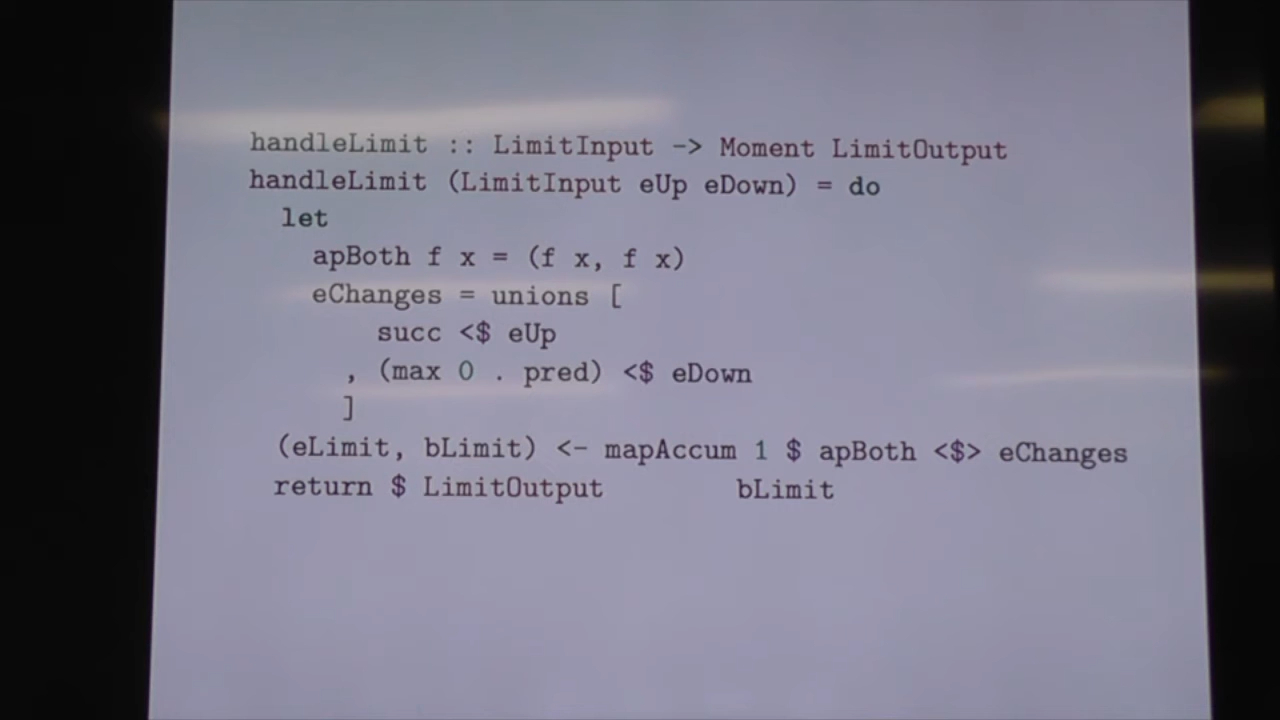 handleLimit :: LimitInput -> Moment LimitOutput
handleLimit (LimitInput eUp eDown) = do
  let
    apBoth f x = (f x, f x)
    eChanges = unions [
        succ <$ eUp
      , (max 0 . pred) <$ eDown
      ]
  (eLimit, bLimit) <- mapAccum 1 $ apBoth <$> eChanges
  return $ LimitOutput        bLimit